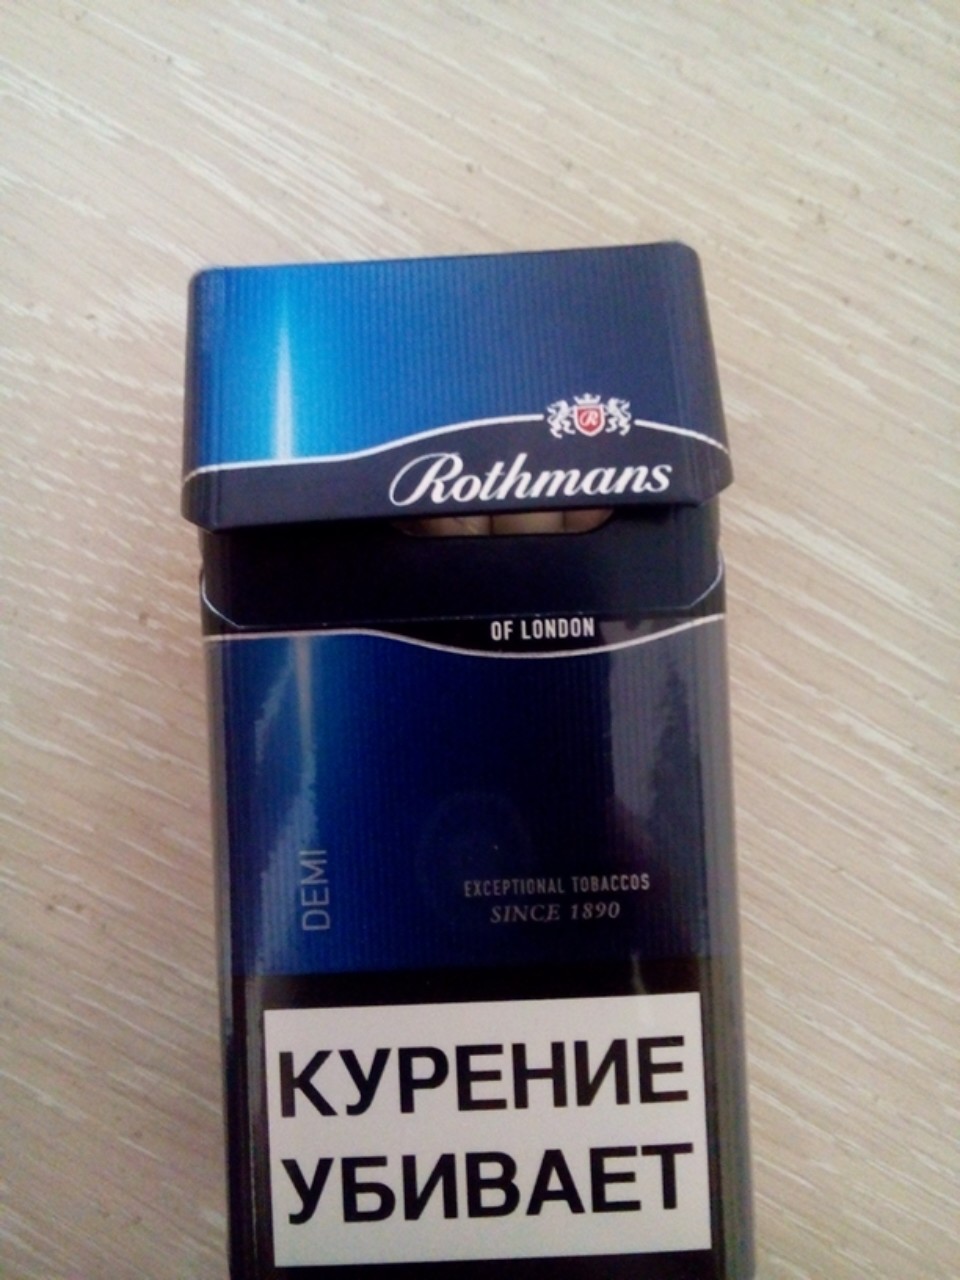 R
Rothmans
OF LONDON
DEMI
EXCEPTIONAL TOBACCOS
SINCE 1890
КУРЕНИЕ
УБИВАЕТ